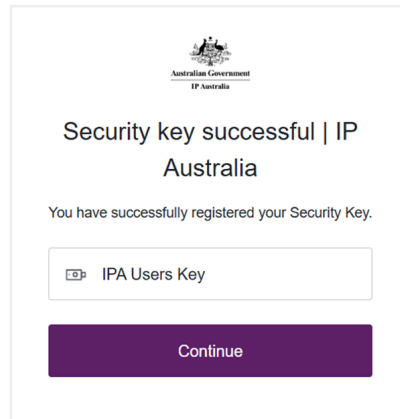 Australian Government
IP Australia
Security key successful | IP
Australia
You have successfully registered your Security Key.
IPA Users Key
Continue